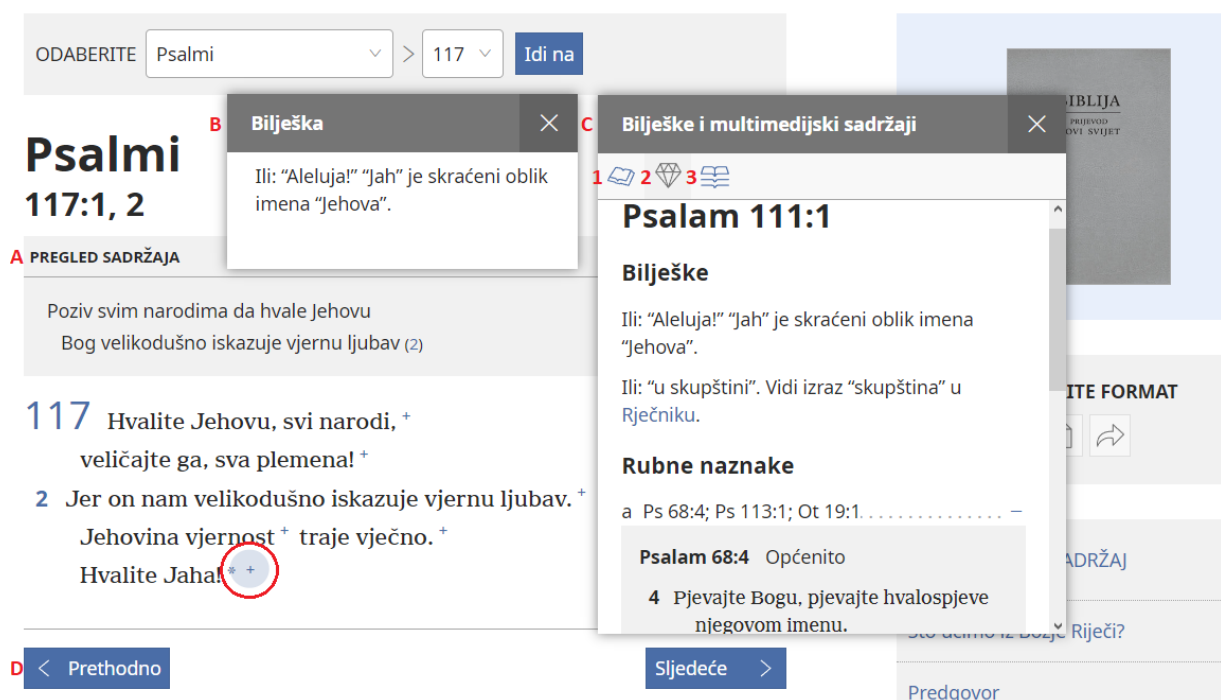 ODABERITE Psalmi > 117 Idi na
Psalmi
117:1, 2
A PREGLED SADRŽAJA
Poziv svim narodima da hvale Jehovu
Bog velikodušno iskazuje vjernu ljubav (2)
117 Hvalite Jehovu, svi narodi, +
veličajte ga, sva plemena! +
2 Jer on nam velikodušno iskazuje vjernu ljubav. +
Jehovina vjernost + traje vječno. +
Hvalite Jaha! * +
D < Prethodno
Sljedeće >
B Bilješka
Ili: “Aleluja!” “Jah” je skraćeni oblik
imena “Jehova”.
C Bilješke i multimedijski sadržaji
1 2 3
Psalam 111:1
Bilješke
Ili: “Aleluja!” “Jah” je skraćeni oblik imena
“Jehova”.
Ili: “u skupštini”. Vidi izraz “skupština” u
Rječniku.
Rubne naznake
a Ps 68:4; Ps 113:1; Ot 19:1 . . . . . . . . . . . . . . . –
Psalam 68:4 Općenito
4 Pjevajte Bogu, pjevajte hvalospjeve
njegovom imenu.
BIBLIJA
PRIJEVOD
SVIJET
FORMAT
Božje Riječi?
Predgovor